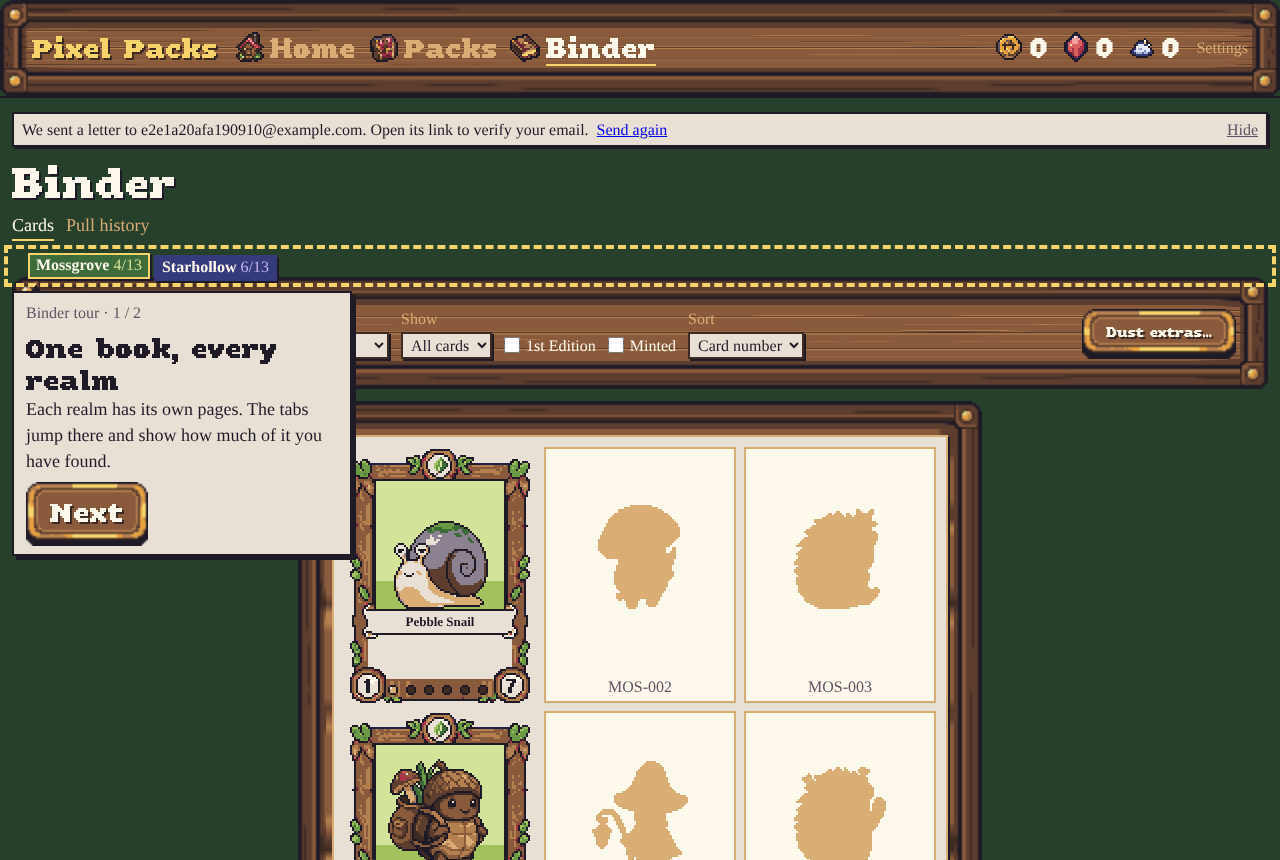 Pixel Packs Home Packs Binder 0 0 0 Settings
We sent a letter to e2e1a20afa190910@example.com. Open its link to verify your email. Send again Hide
Binder
Cards Pull history
Mossgrove 4/13 Starhollow 6/13
Binder tour · 1 / 2
One book, every
realm
Each realm has its own pages. The tabs
jump there and show how much of it you
have found.
Next
Show Sort
All cards 1st Edition Minted Card number Dust extras...
Pebble Snail
1 7
MOS-002 MOS-003